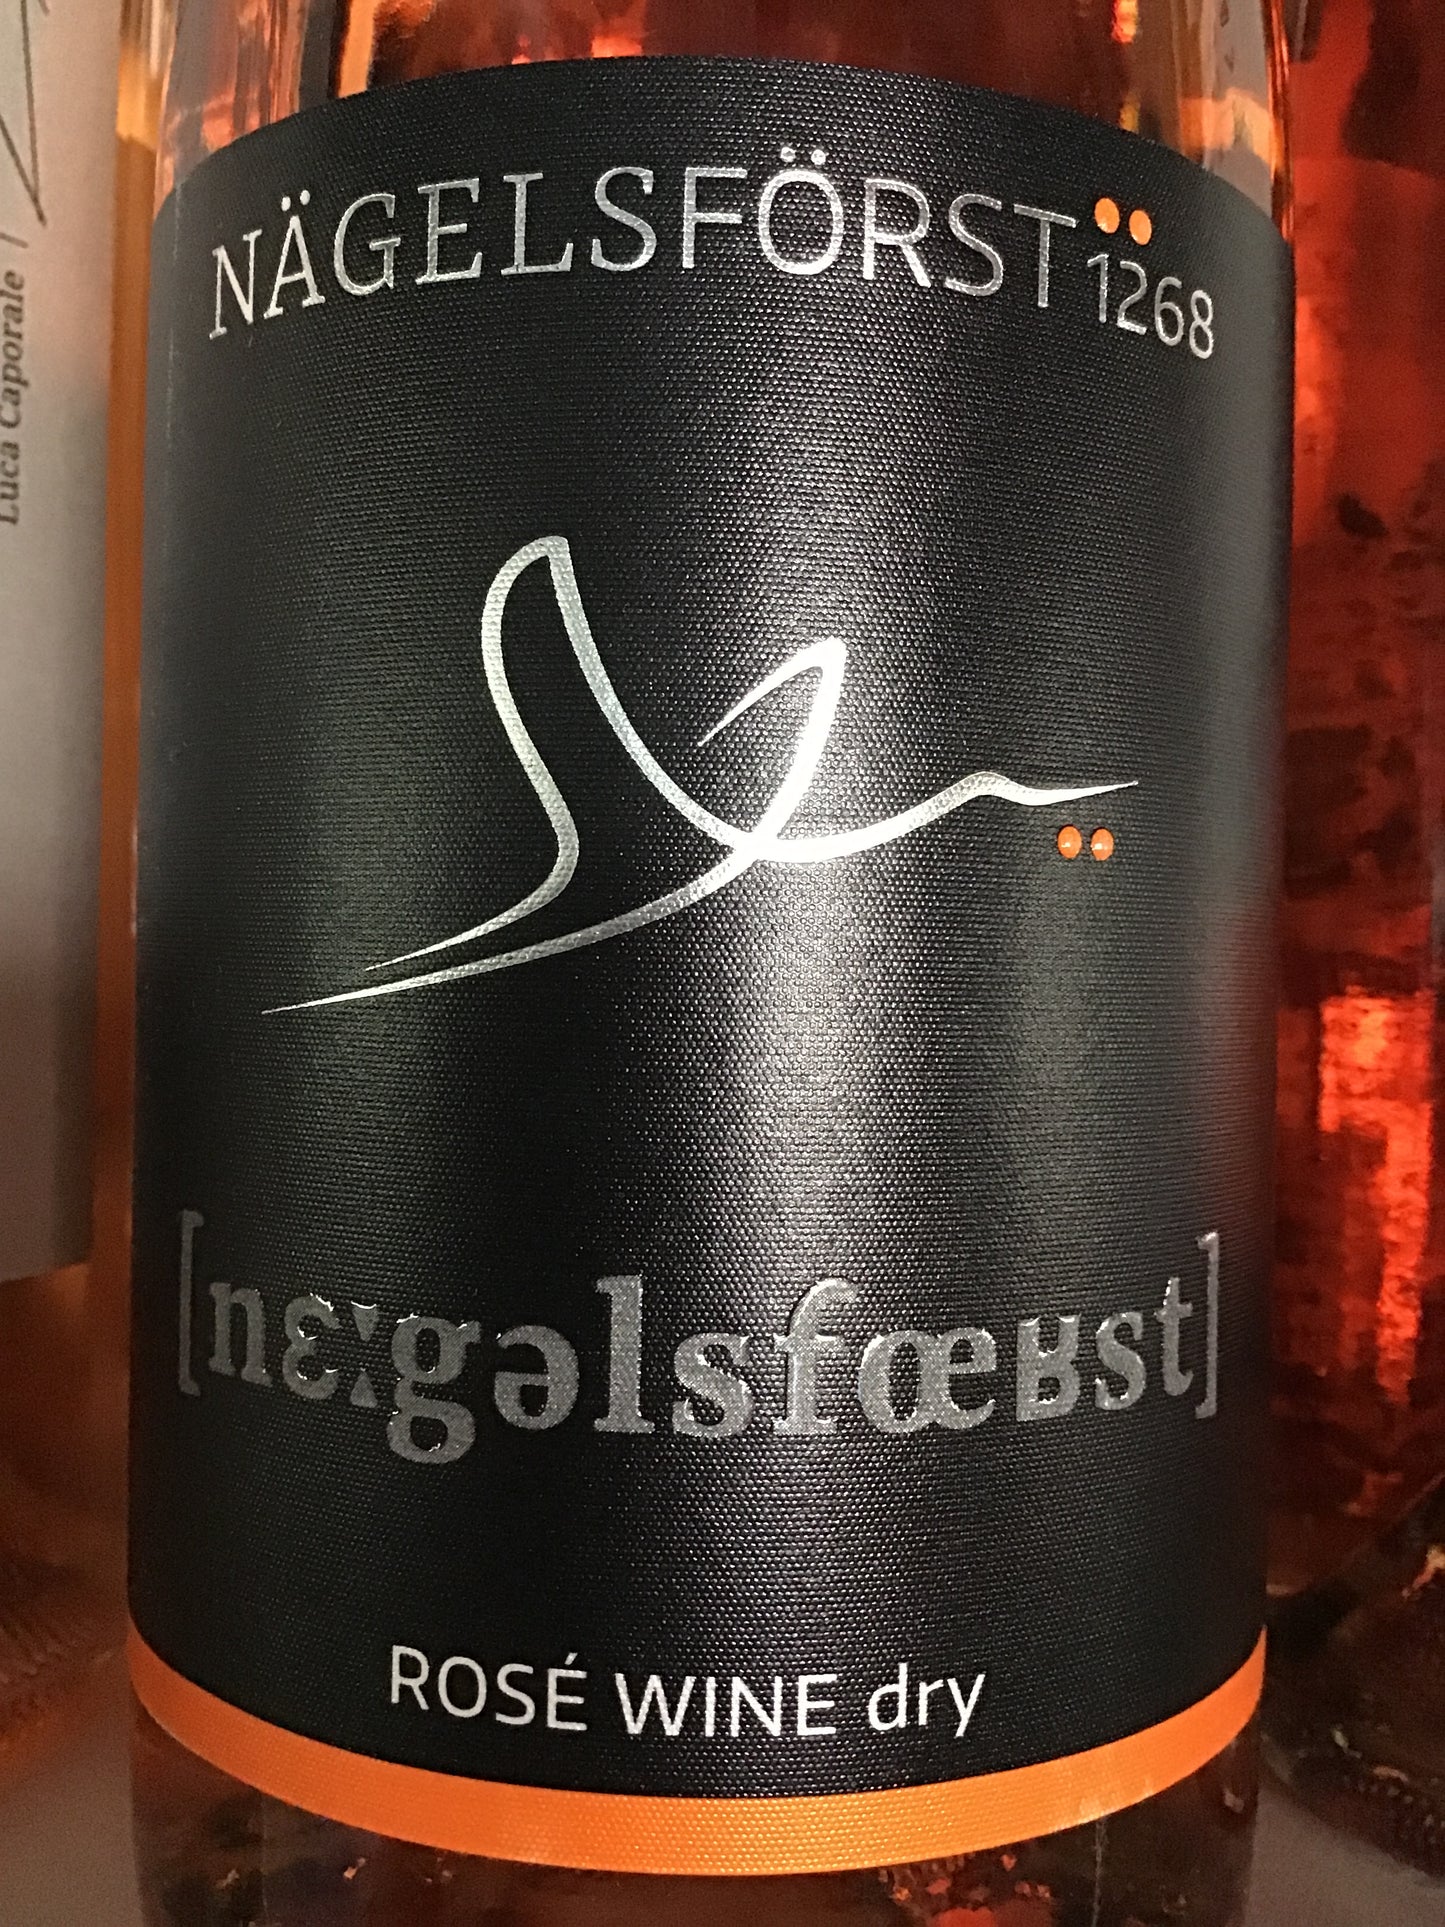 NÄGELSFÖRST 1268
[nɛːgəlsfœʁst]
ROSÉ WINE dry
Luca Caporale /